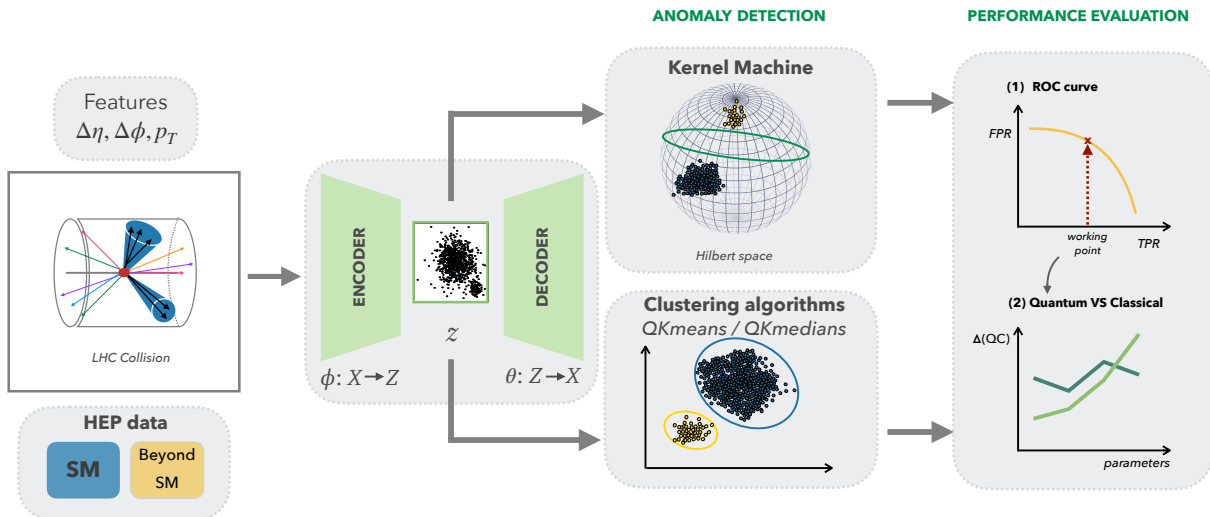 ANOMALY DETECTION
PERFORMANCE EVALUATION
Features
Δη, Δϕ, p_T
LHC Collision
HEP data
SM
Beyond
SM
ENCODER
DECODER
z
ϕ: X→Z
θ: Z→X
Kernel Machine
Hilbert space
Clustering algorithms
QKmeans / QKmedians
(1) ROC curve
FPR
x
working
point
TPR
(2) Quantum VS Classical
Δ(QC)
parameters